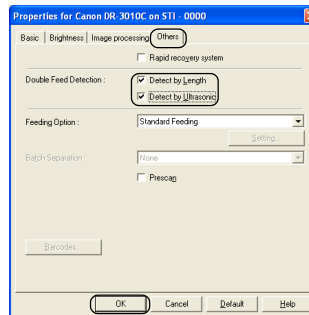 Properties for Canon DR-3010C on STI - 0000
Basic Brightness Image processing Others
Rapid recovery system
Double Feed Detection : Detect by Length
Detect by Ultrasonic
Feeding Option : Standard Feeding
Setting...
Batch Separation : None
Prescan
Barcodes...
OK Cancel Default Help